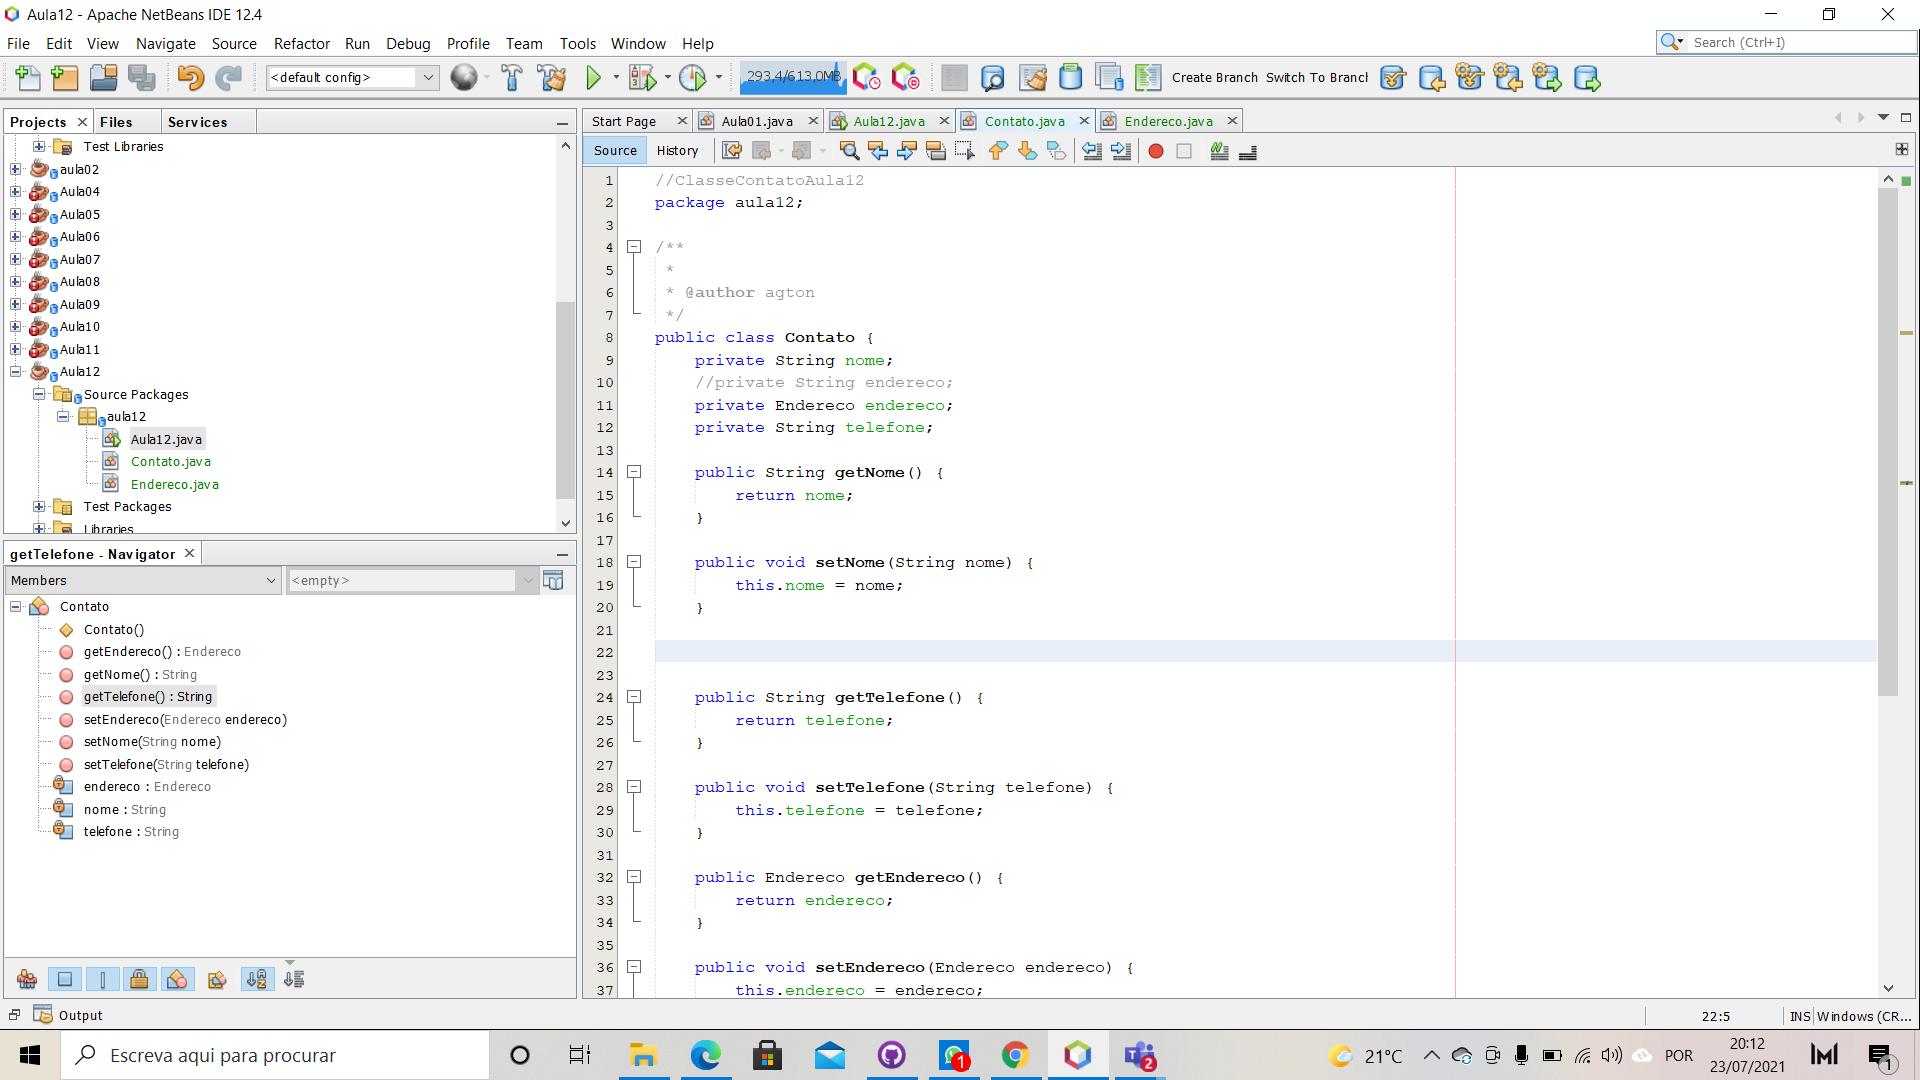 Aula12 - Apache NetBeans IDE 12.4
File Edit View Navigate Source Refactor Run Debug Profile Team Tools Window Help
Search (Ctrl+I)
<default config>
293,4/613,0MB
Create Branch Switch To Branch
Projects Files Services
Test Libraries
aula02
Aula04
Aula05
Aula06
Aula07
Aula08
Aula09
Aula10
Aula11
Aula12
Source Packages
aula12
Aula12.java
Contato.java
Endereco.java
Test Packages
Libraries
getTelefone - Navigator
Members
<empty>
Contato
Contato()
getEndereco() : Endereco
getNome() : String
getTelefone() : String
setEndereco(Endereco endereco)
setNome(String nome)
setTelefone(String telefone)
endereco : Endereco
nome : String
telefone : String
Start Page Aula01.java Aula12.java Contato.java Endereco.java
Source History
1 //ClasseContatoAula12
2 package aula12;
3
4 /**
5 *
6 * @author agton
7 */
8 public class Contato {
9 private String nome;
10 //private String endereco;
11 private Endereco endereco;
12 private String telefone;
13
14 public String getNome() {
15 return nome;
16 }
17
18 public void setNome(String nome) {
19 this.nome = nome;
20 }
21
22
23
24 public String getTelefone() {
25 return telefone;
26 }
27
28 public void setTelefone(String telefone) {
29 this.telefone = telefone;
30 }
31
32 public Endereco getEndereco() {
33 return endereco;
34 }
35
36 public void setEndereco(Endereco endereco) {
37 this.endereco = endereco;
Output
22:5 INS Windows (CR...
Escreva aqui para procurar
1
2
21°C
POR
20:12
23/07/2021
1